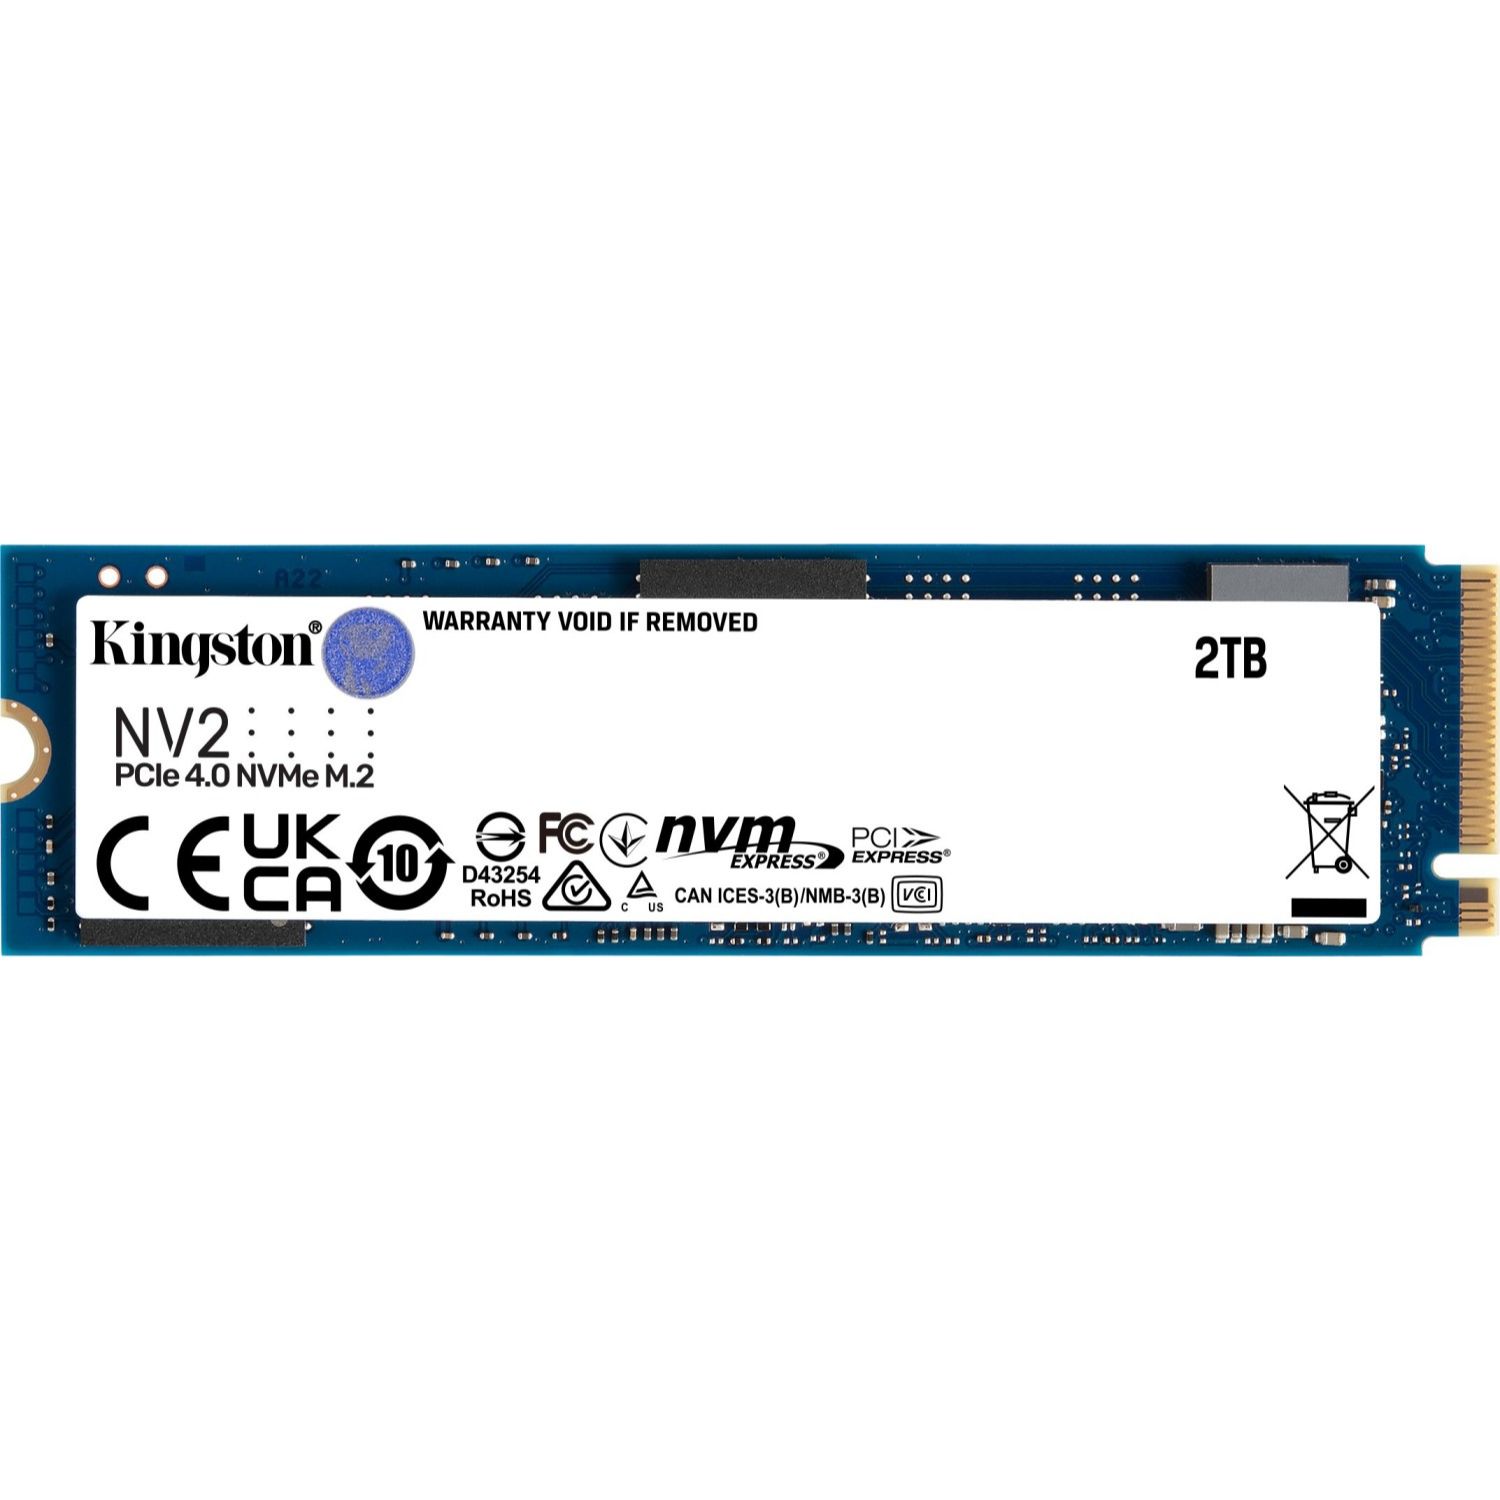 A22
Kingston®
WARRANTY VOID IF REMOVED
2TB
NV2
PCIe 4.0 NVMe M.2
CE
UK
CA
10
D43254
RoHS
FC
nvm
EXPRESS®
PCI
EXPRESS®
C US
CAN ICES-3(B)/NMB-3(B)
VCI